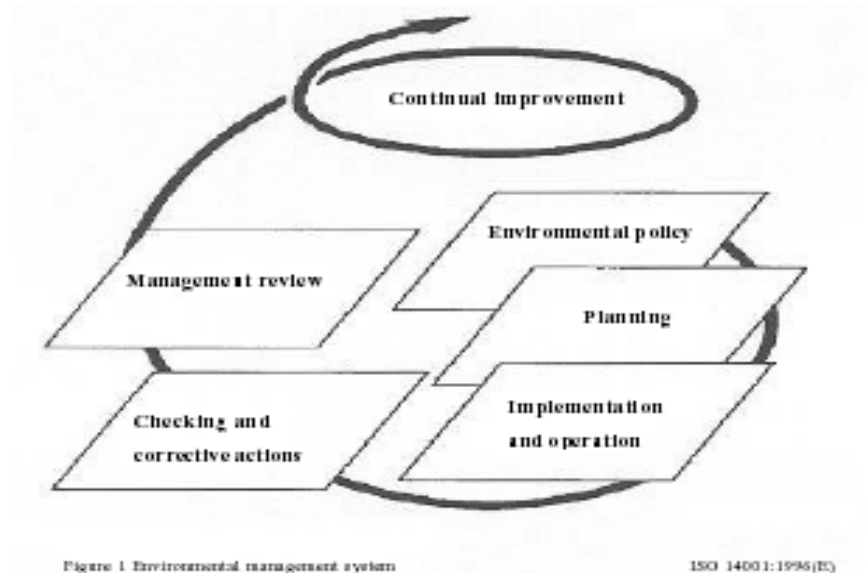 Continual improvement
Environmental policy
Management review
Planning
Implementation
and operation
Checking and
corrective actions
Figure 1 Environmental management system
ISO 14001:1996(E)